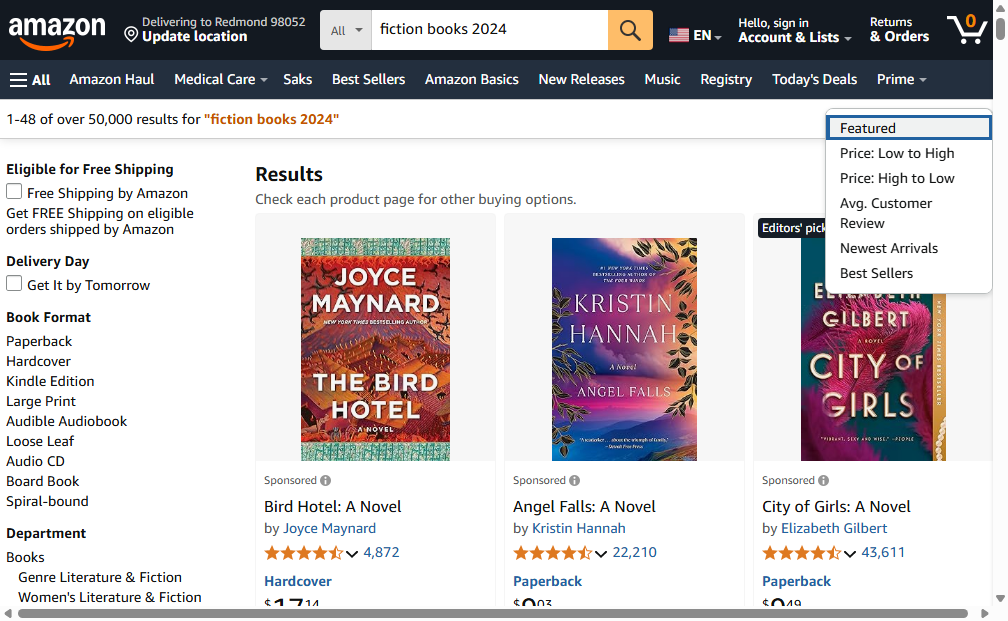 amazon
Delivering to Redmond 98052
Update location
All
fiction books 2024
EN
Hello, sign in
Account & Lists
Returns
& Orders
0
All
Amazon Haul
Medical Care
Saks
Best Sellers
Amazon Basics
New Releases
Music
Registry
Today's Deals
Prime
1-48 of over 50,000 results for "fiction books 2024"
Featured
Price: Low to High
Price: High to Low
Avg. Customer
Review
Newest Arrivals
Best Sellers
Eligible for Free Shipping
Free Shipping by Amazon
Get FREE Shipping on eligible
orders shipped by Amazon
Delivery Day
Get It by Tomorrow
Book Format
Paperback
Hardcover
Kindle Edition
Large Print
Audible Audiobook
Loose Leaf
Audio CD
Board Book
Spiral-bound
Department
Books
Genre Literature & Fiction
Women's Literature & Fiction
Results
Check each product page for other buying options.
JOYCE
MAYNARD
NEW YORK TIMES BESTSELLING AUTHOR
THE BIRD
HOTEL
A NOVEL
Sponsored
Bird Hotel: A Novel
by Joyce Maynard
4,872
Hardcover
$17.14
#1 NEW YORK TIMES
BESTSELLING AUTHOR OF
THE FOUR WINDS
KRISTIN
HANNAH
A Novel
ANGEL FALLS
Sponsored
Angel Falls: A Novel
by Kristin Hannah
22,210
Paperback
$9.03
Editors' pick
ELIZABETH
GILBERT
A NOVEL
CITY OF
GIRLS
"VIBRANT, SEXY AND WISE." —PEOPLE
NEW YORK TIMES BESTSELLER
Sponsored
City of Girls: A Novel
by Elizabeth Gilbert
43,611
Paperback
$9.49